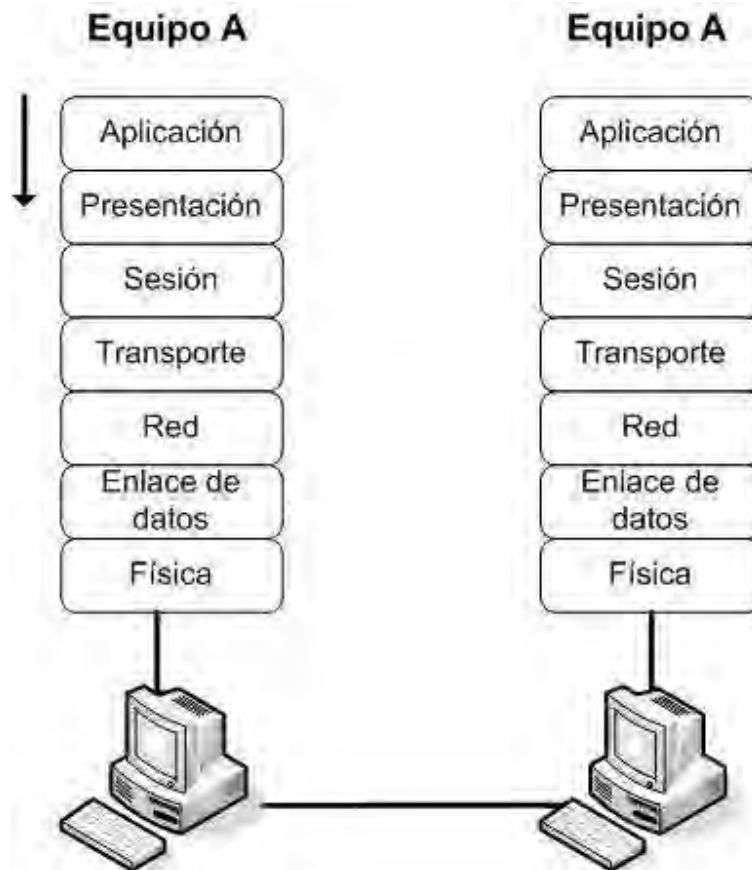 Equipo A
Aplicación
Presentación
Sesión
Transporte
Red
Enlace de
datos
Física
Equipo A
Aplicación
Presentación
Sesión
Transporte
Red
Enlace de
datos
Física